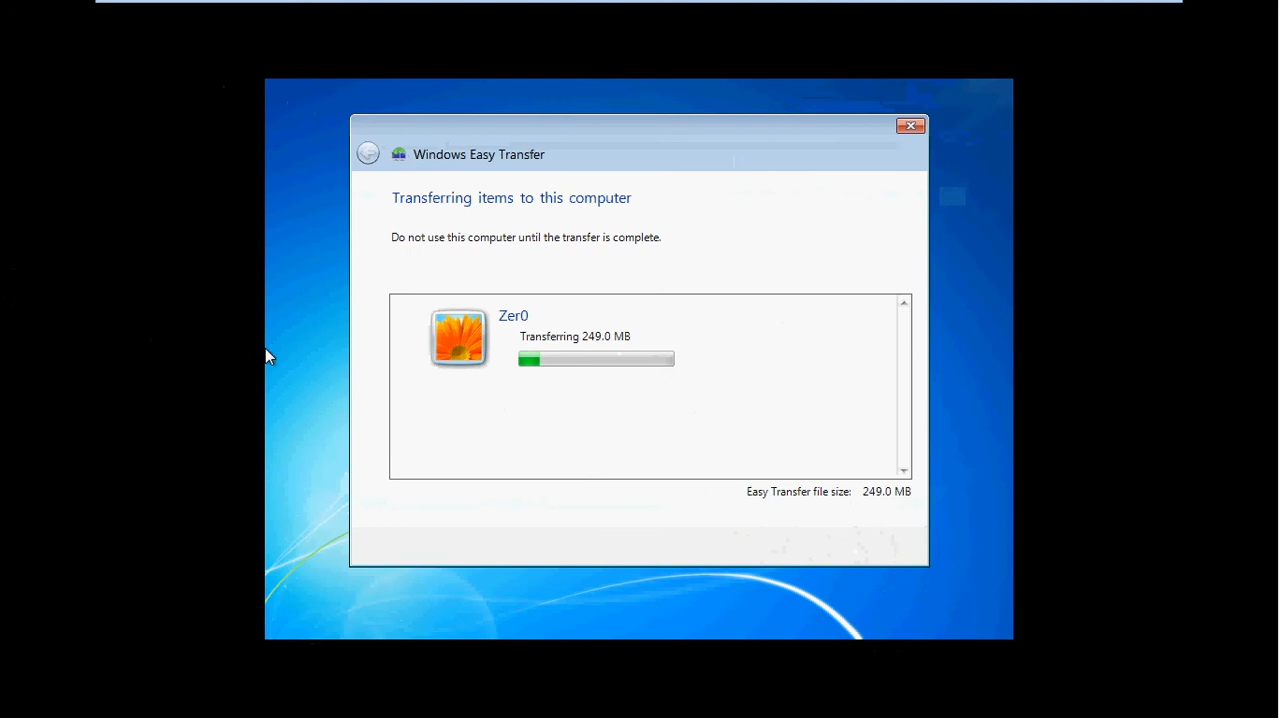 Windows Easy Transfer
Transferring items to this computer
Do not use this computer until the transfer is complete.
Zer0
Transferring 249.0 MB
Easy Transfer file size: 249.0 MB